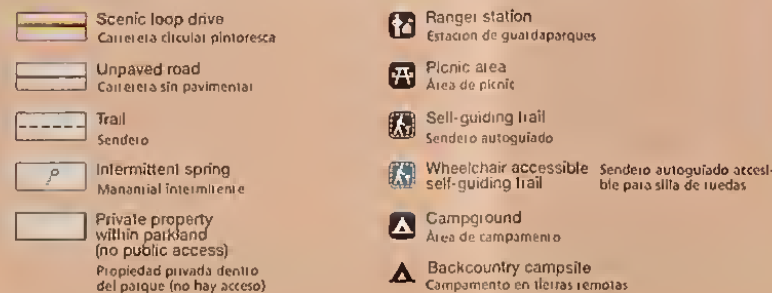 Scenic loop drive
Carretera circular pintoresca
Unpaved road
Carretera sin pavimentar
Trail
Sendero
Intermittent spring
Manantial intermitente
Private property
within parkland
(no public access)
Propiedad privada dentro
del parque (no hay acceso)
Ranger station
Estacion de guardaparques
Picnic area
Área de picnic
Self-guiding trail
Sendero autoguiado
Wheelchair accessible
self-guiding trail
Sendero autoguiado accesi-
ble para silla de ruedas
Campground
Área de campamento
Backcountry campsite
Campamento en tierras remotas